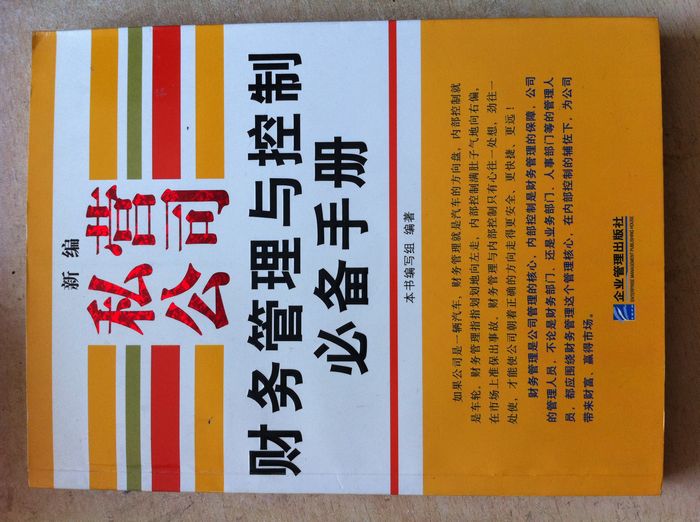 新编
私营
公司
财务管理与控制
必备手册
本书编写组 编著
如果公司是一辆汽车，财务管理就是汽车的方向盘，内部控制就
是车轮，财务管理指指划划地向左走，内部控制满肚子气地向右偏，
在市场上准保出事故。财务管理与内部控制只有心往一处想，劲往一
处使，才能使公司朝着正确的方向走得更安全、更快捷、更远！
财务管理是公司管理的核心，内部控制是财务管理的保障，公司
的管理人员，不论是财务部门，还是业务部门、人事部门等的管理人
员，都应围绕财务管理这个管理核心，在内部控制的辅佐下，为公司
带来财富、赢得市场。
企业管理出版社
ENTERPRISE MANAGEMENT PUBLISHING HOUSE